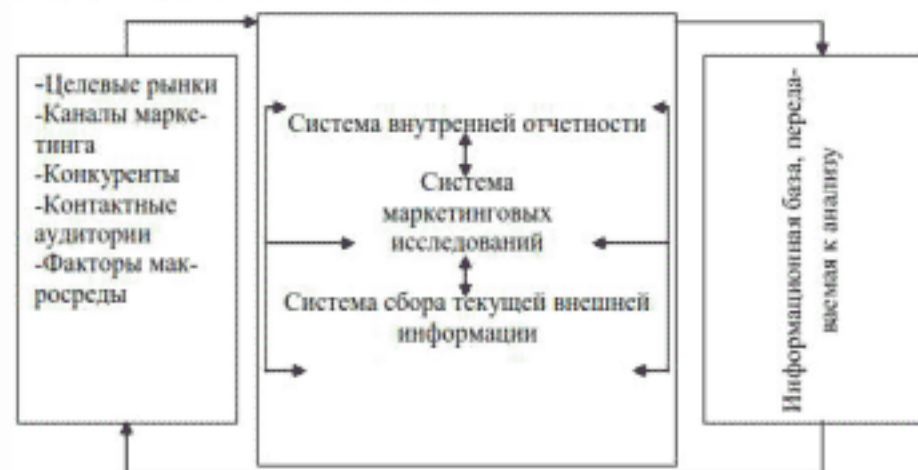 -Целевые рынки
-Каналы марке-
тинга
-Конкуренты
-Контактные
аудитории
-Факторы мак-
росреды
Система внутренней отчетности
Система
маркетинговых
исследований
Система сбора текущей внешней
информации
Информационная база, переда-
ваемая к анализу